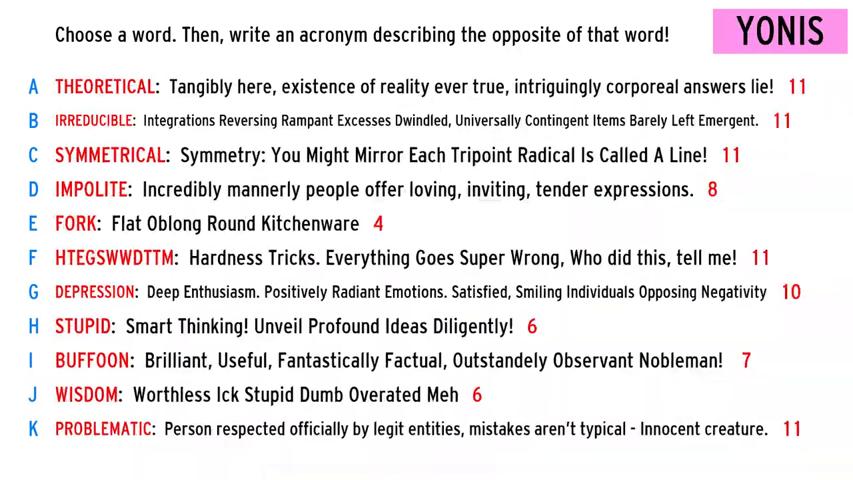 Choose a word. Then, write an acronym describing the opposite of that word!
YONIS
A THEORETICAL: Tangibly here, existence of reality ever true, intriguingly corporeal answers lie! 11
B IRREDUCIBLE: Integrations Reversing Rampant Excesses Dwindled, Universally Contingent Items Barely Left Emergent. 11
C SYMMETRICAL: Symmetry: You Might Mirror Each Tripoint Radical Is Called A Line! 11
D IMPOLITE: Incredibly mannerly people offer loving, inviting, tender expressions. 8
E FORK: Flat Oblong Round Kitchenware 4
F HTEGSWWDTTM: Hardness Tricks. Everything Goes Super Wrong, Who did this, tell me! 11
G DEPRESSION: Deep Enthusiasm. Positively Radiant Emotions. Satisfied, Smiling Individuals Opposing Negativity 10
H STUPID: Smart Thinking! Unveil Profound Ideas Diligently! 6
I BUFFOON: Brilliant, Useful, Fantastically Factual, Outstandely Observant Nobleman! 7
J WISDOM: Worthless Ick Stupid Dumb Overated Meh 6
K PROBLEMATIC: Person respected officially by legit entities, mistakes aren't typical - Innocent creature. 11